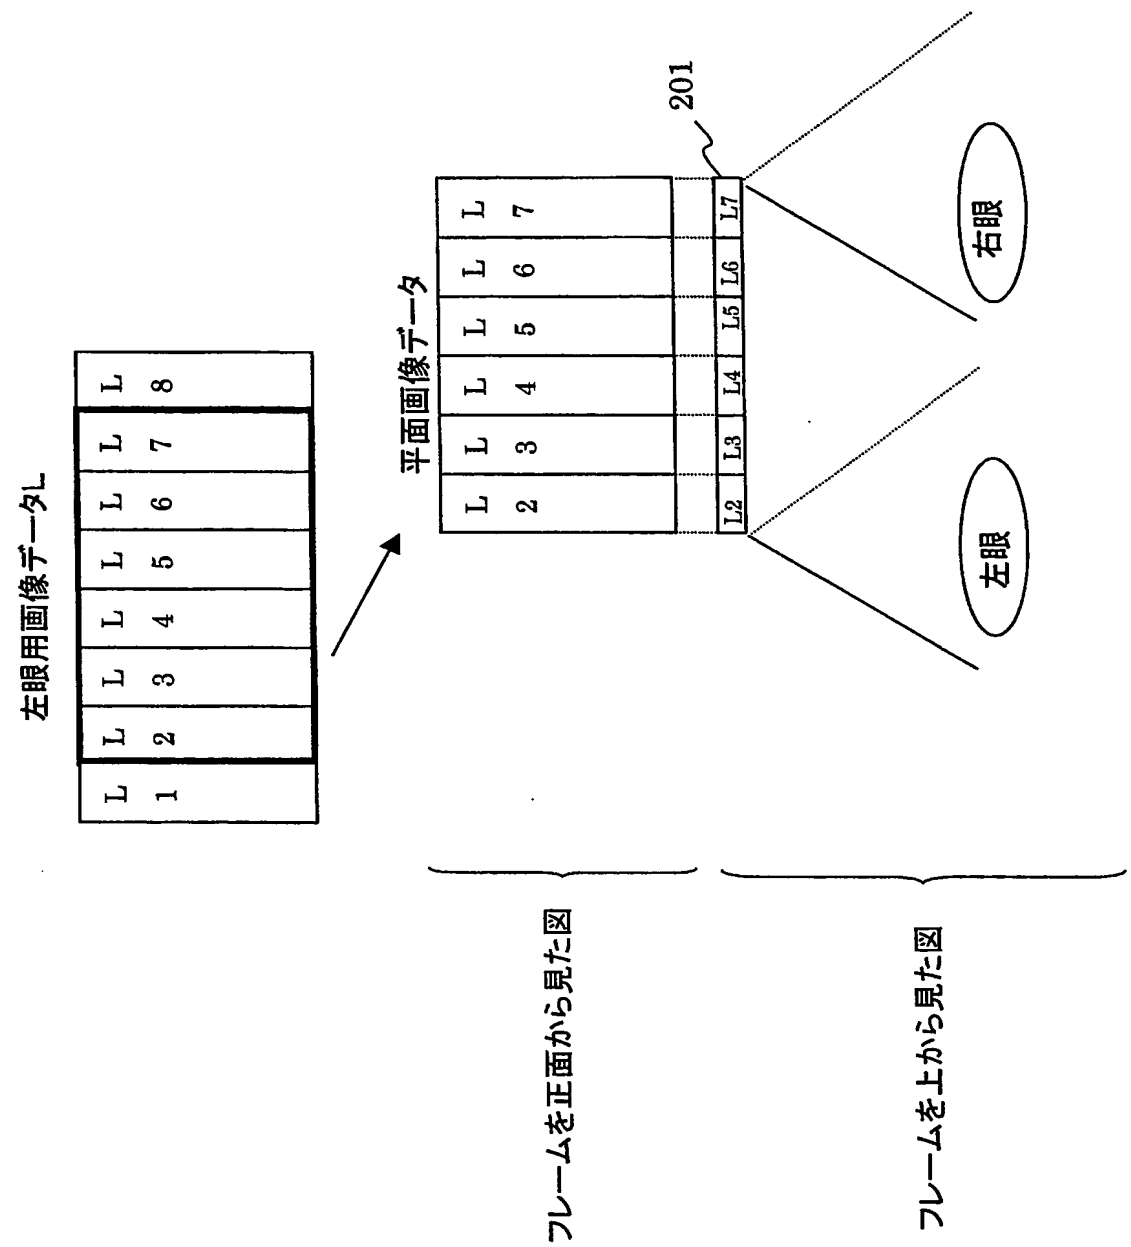 左眼用画像データL
L L L L L L L L
1 2 3 4 5 6 7 8
平面画像データ
L L L L L L
2 3 4 5 6 7
201
L2 L3 L4 L5 L6 L7
左眼 右眼
フレームを正面から見た図
フレームを上から見た図